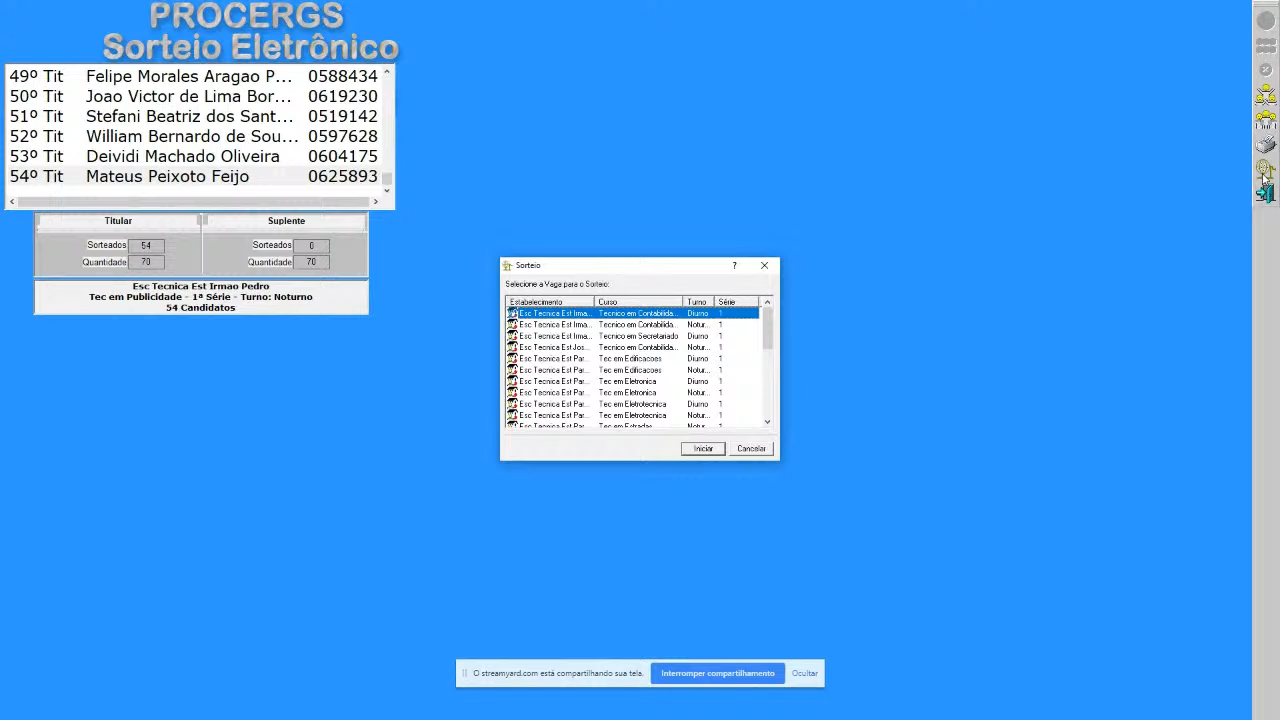 PROCERGS
Sorteio Eletrônico
49º Tit Felipe Morales Aragao P... 0588434
50º Tit Joao Victor de Lima Bor... 0619230
51º Tit Stefani Beatriz dos Sant... 0519142
52º Tit William Bernardo de Sou... 0597628
53º Tit Deividi Machado Oliveira 0604175
54º Tit Mateus Peixoto Feijo 0625893
Titular Suplente
Sorteados 54 Sorteados 0
Quantidade 70 Quantidade 70
Esc Tecnica Est Irmao Pedro
Tec em Publicidade - 1ª Série - Turno: Noturno
54 Candidatos
Sorteio ?
Selecione a Vaga para o Sorteio:
Estabelecimento Curso Turno Série
Esc Tecnica Est Irma... Tecnico em Contabilida... Diurno 1
Esc Tecnica Est Irma... Tecnico em Contabilida... Notur... 1
Esc Tecnica Est Irma... Tecnico em Secretariado Diurno 1
Esc Tecnica Est Jos... Tecnico em Contabilida... Notur... 1
Esc Tecnica Est Par... Tec em Edificacoes Diurno 1
Esc Tecnica Est Par... Tec em Edificacoes Notur... 1
Esc Tecnica Est Par... Tec em Eletronica Diurno 1
Esc Tecnica Est Par... Tec em Eletronica Notur... 1
Esc Tecnica Est Par... Tec em Eletrotecnica Diurno 1
Esc Tecnica Est Par... Tec em Eletrotecnica Notur... 1
Esc Tecnica Est Par... Tec em Estradas Notur... 1
Iniciar Cancelar
O streamyard.com está compartilhando sua tela. Interromper compartilhamento Ocultar